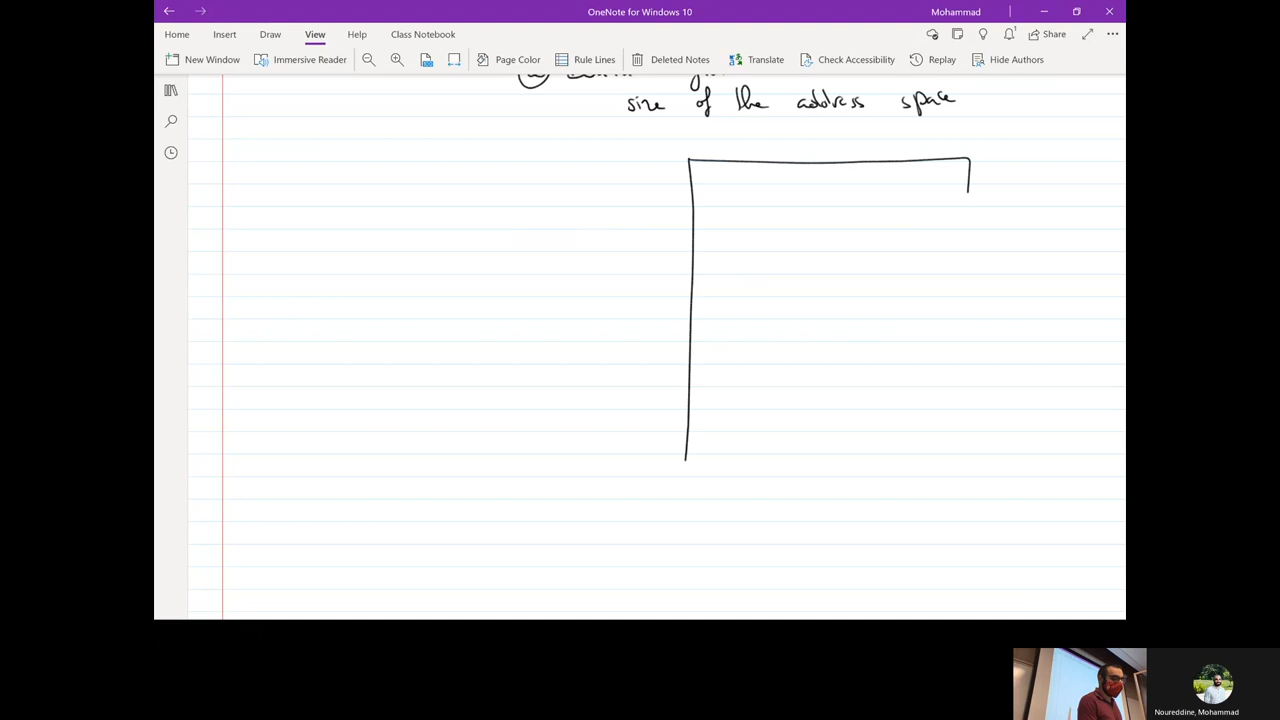 OneNote for Windows 10
Mohammad
Home Insert Draw View Help Class Notebook
Share
New Window Immersive Reader Page Color Rule Lines Deleted Notes Translate Check Accessibility Replay Hide Authors
size of the address space
Noureddine, Mohammad